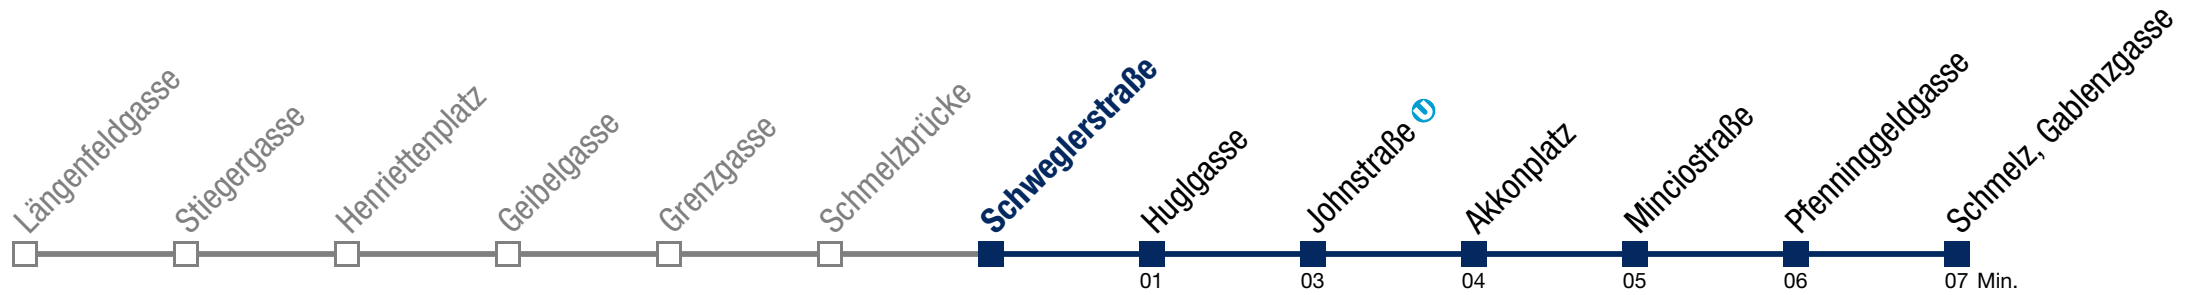 Längenfeldgasse
Stiegergasse
Henriettenplatz
Geibelgasse
Grenzgasse
Schmelzbrücke
Schweglerstraße
Huglgasse
Johnstraße U
Akkonplatz
Minciostraße
Pfenninggeldgasse
Schmelz, Gablenzgasse
01 03 04 05 06 07 Min.